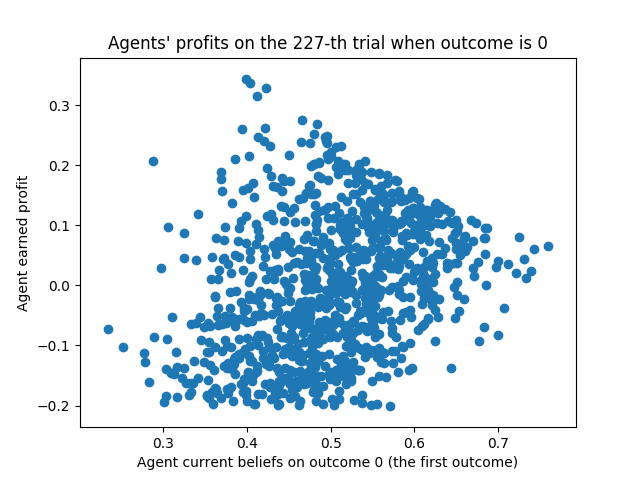 Agents' profits on the 227-th trial when outcome is 0
Agent earned profit
0.3
0.2
0.1
0.0
−0.1
−0.2
0.3 0.4 0.5 0.6 0.7
Agent current beliefs on outcome 0 (the first outcome)